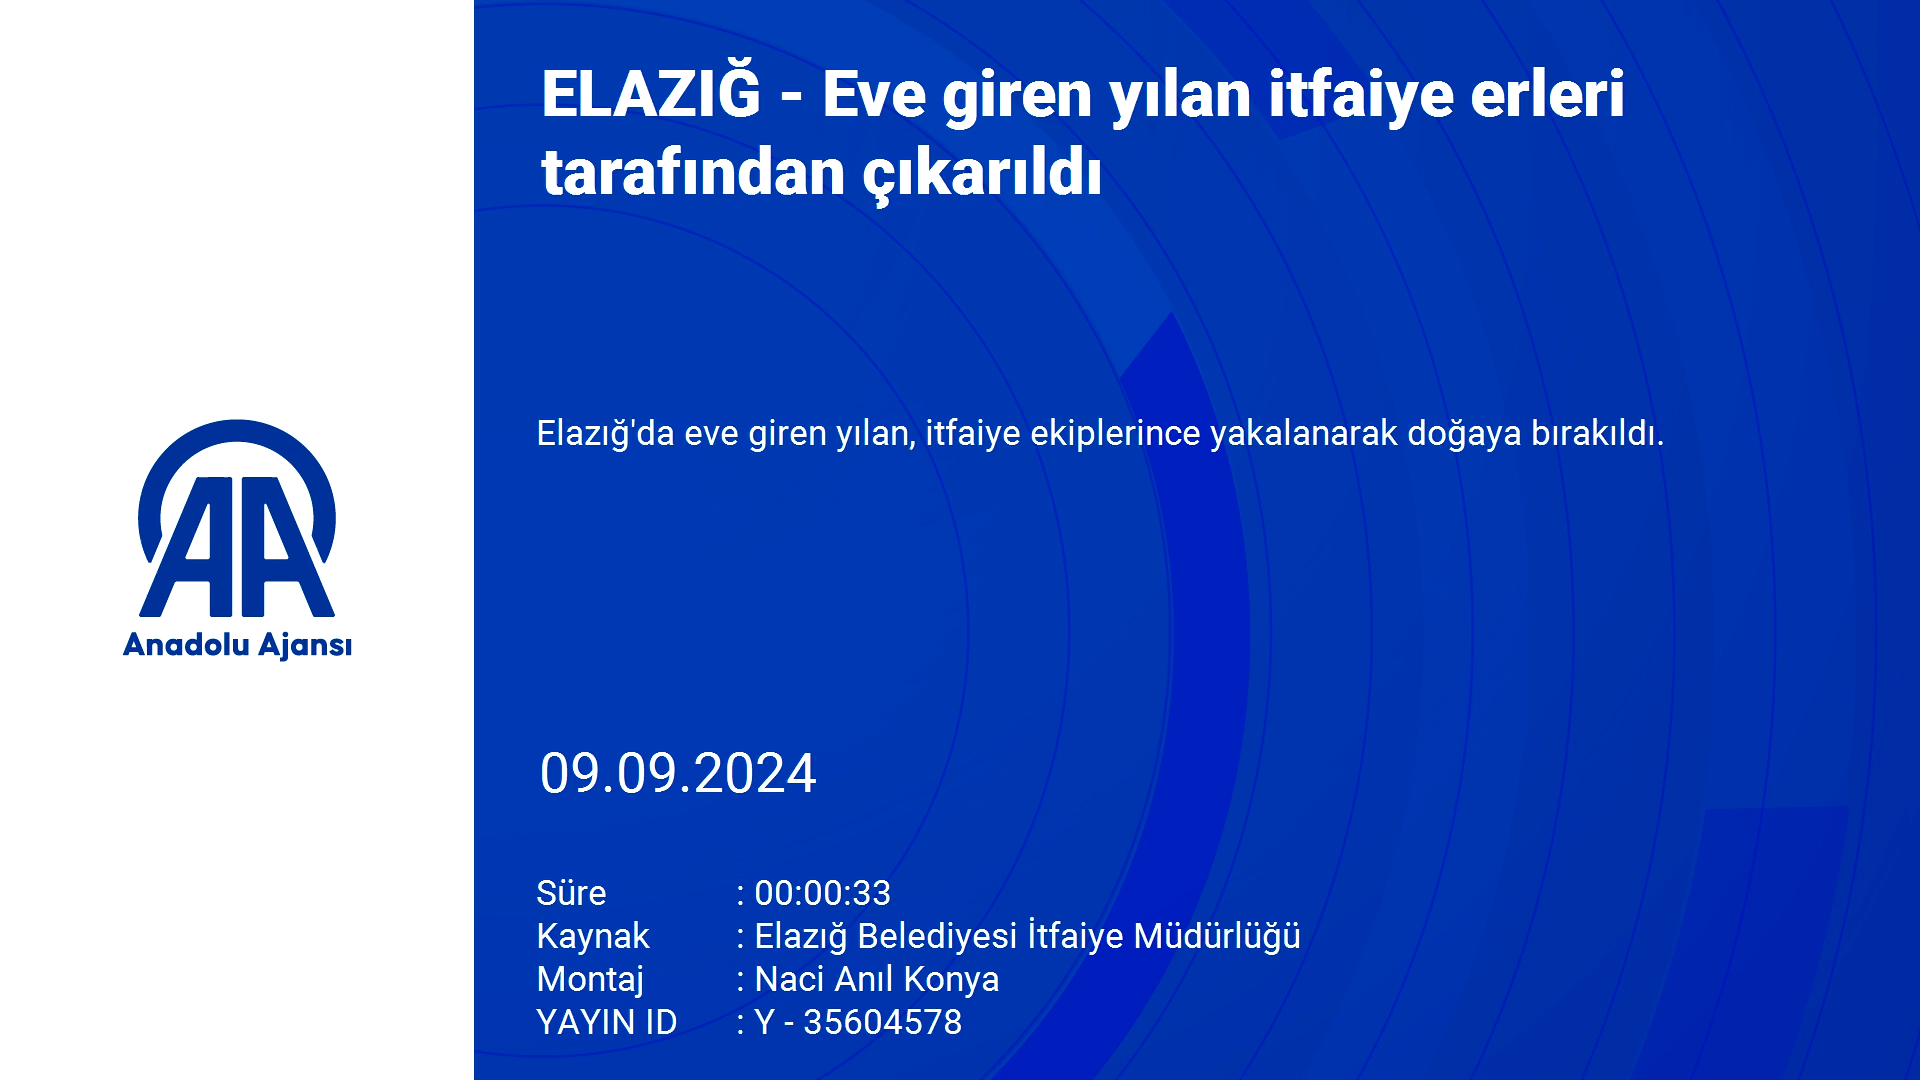 ELAZIĞ - Eve giren yılan itfaiye erleri
tarafından çıkarıldı
Elazığ'da eve giren yılan, itfaiye ekiplerince yakalanarak doğaya bırakıldı.
AA
Anadolu Ajansı
09.09.2024
Süre : 00:00:33
Kaynak : Elazığ Belediyesi İtfaiye Müdürlüğü
Montaj : Naci Anıl Konya
YAYIN ID : Y - 35604578